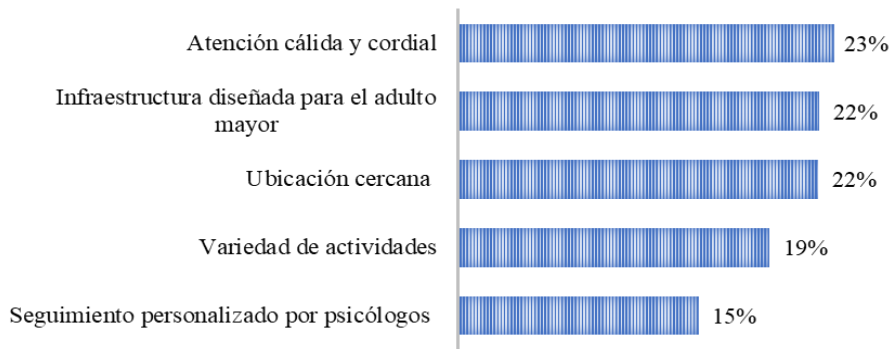 Atención cálida y cordial
23%
Infraestructura diseñada para el adulto
mayor
22%
Ubicación cercana
22%
Variedad de actividades
19%
Seguimiento personalizado por psicólogos
15%